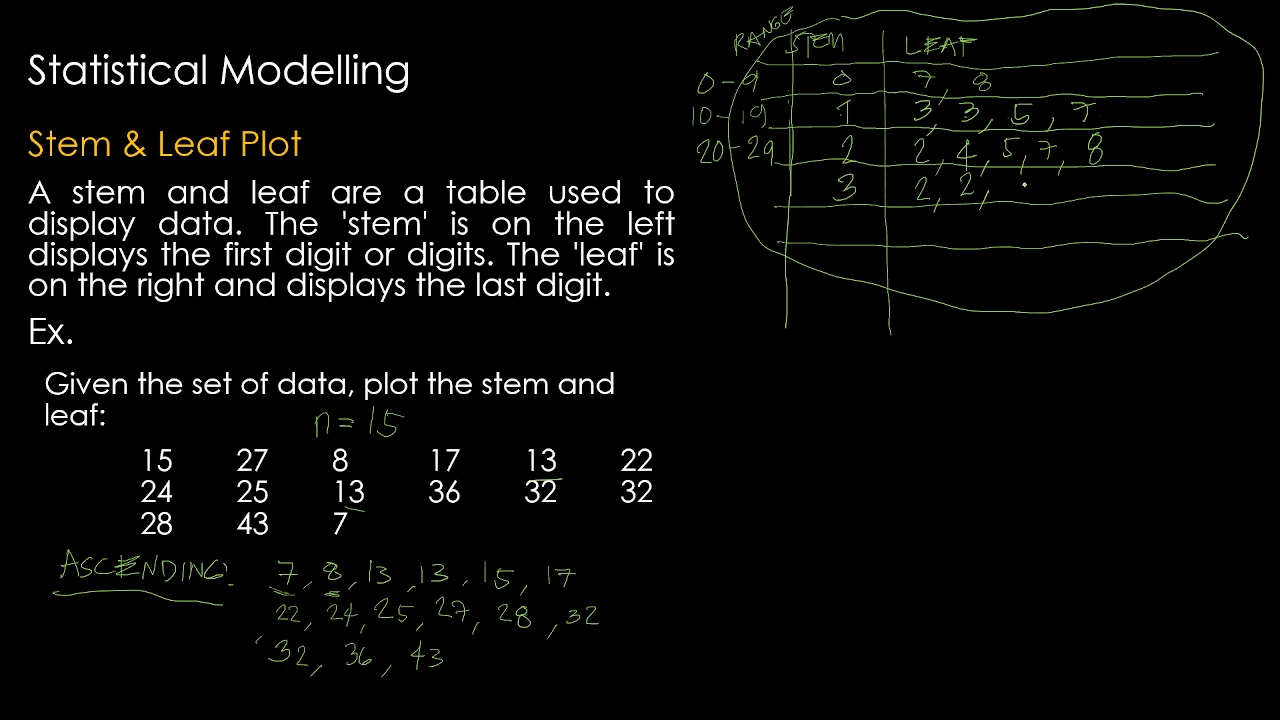 Statistical Modelling
Stem & Leaf Plot
A stem and leaf are a table used to
display data. The 'stem' is on the left
displays the first digit or digits. The 'leaf' is
on the right and displays the last digit.
Ex.
Given the set of data, plot the stem and
leaf:
n = 15
15 27 8 17 13 22
24 25 13 36 32 32
28 43 7
ASCENDING:
7, 8, 13, 13, 15, 17
22, 24, 25, 27, 28, 32
32, 36, 43
RANGE STEM LEAF
0-9 0 7, 8
10-19 1 3, 3, 5, 7
20-29 2 2, 4, 5, 7, 8
3 2, 2,